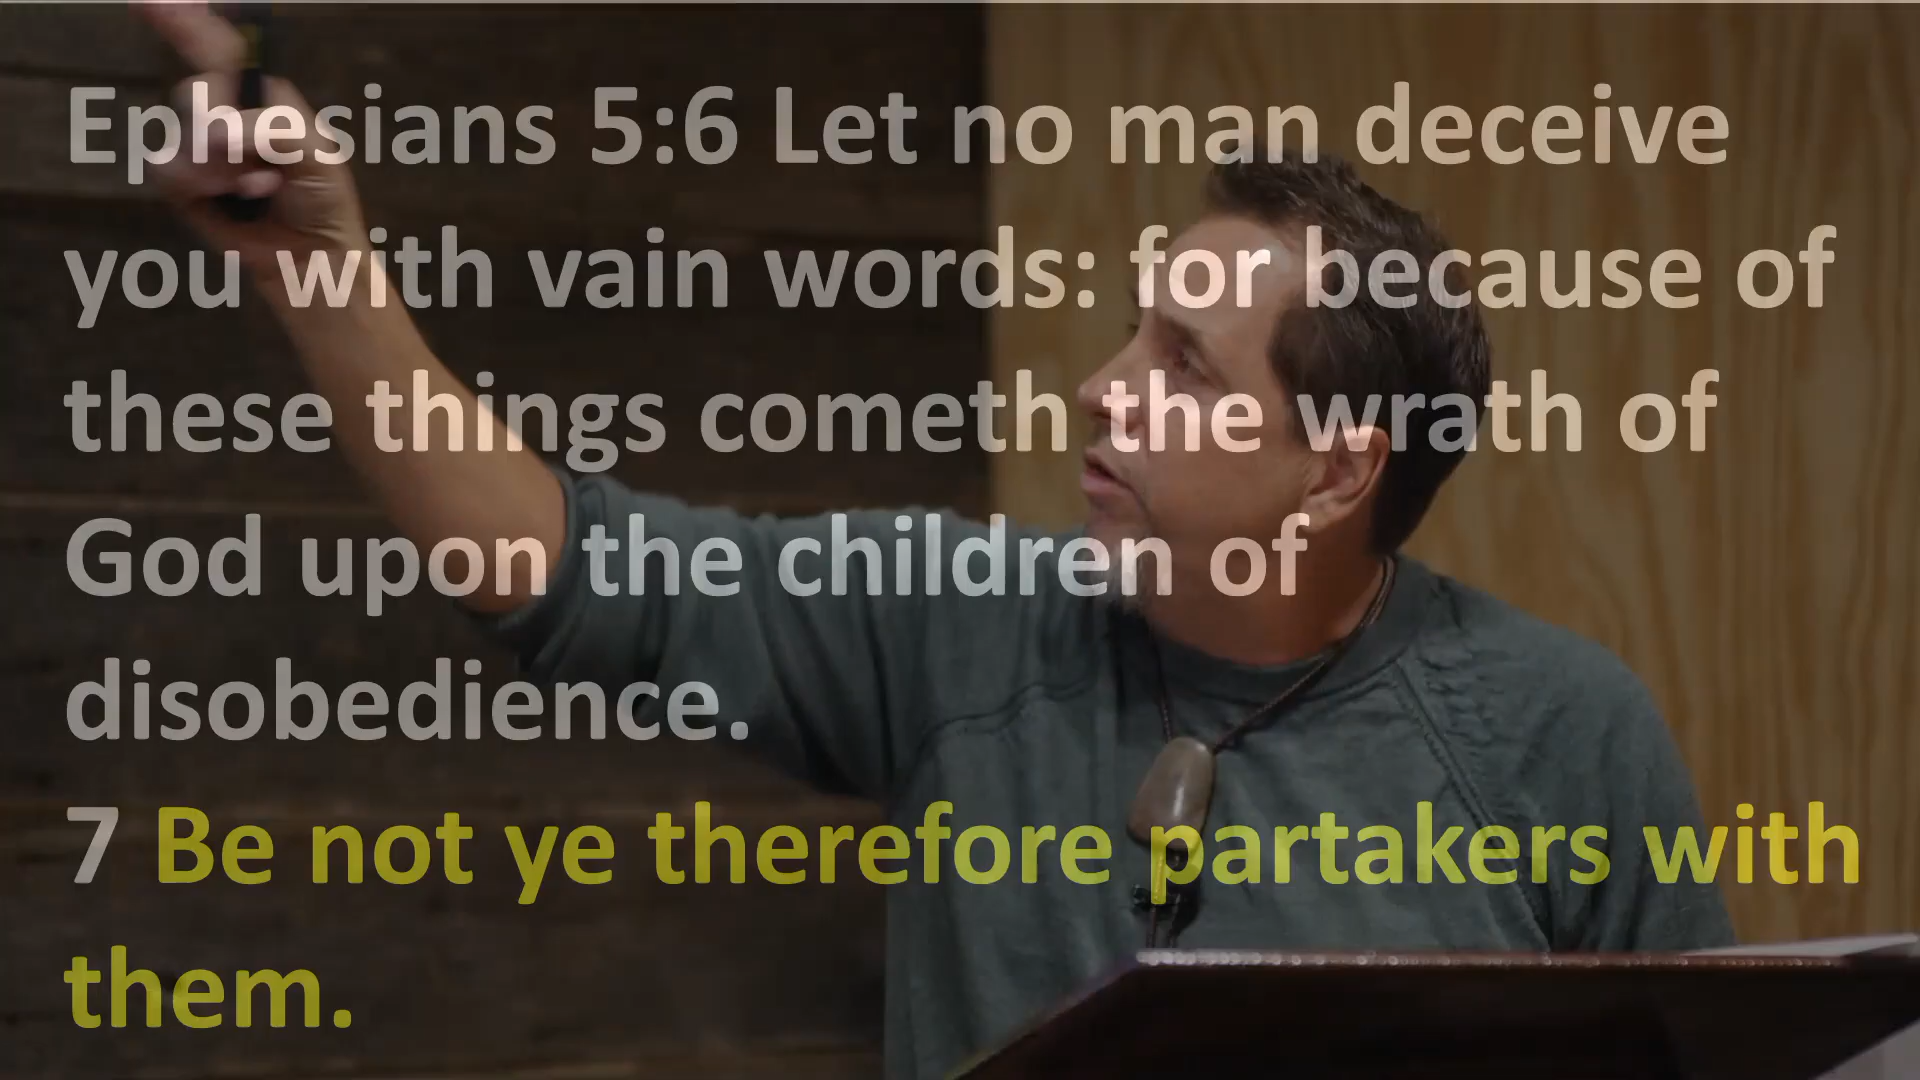 Ephesians 5:6 Let no man deceive
you with vain words: for because of
these things cometh the wrath of
God upon the children of
disobedience.
7 Be not ye therefore partakers with
them.